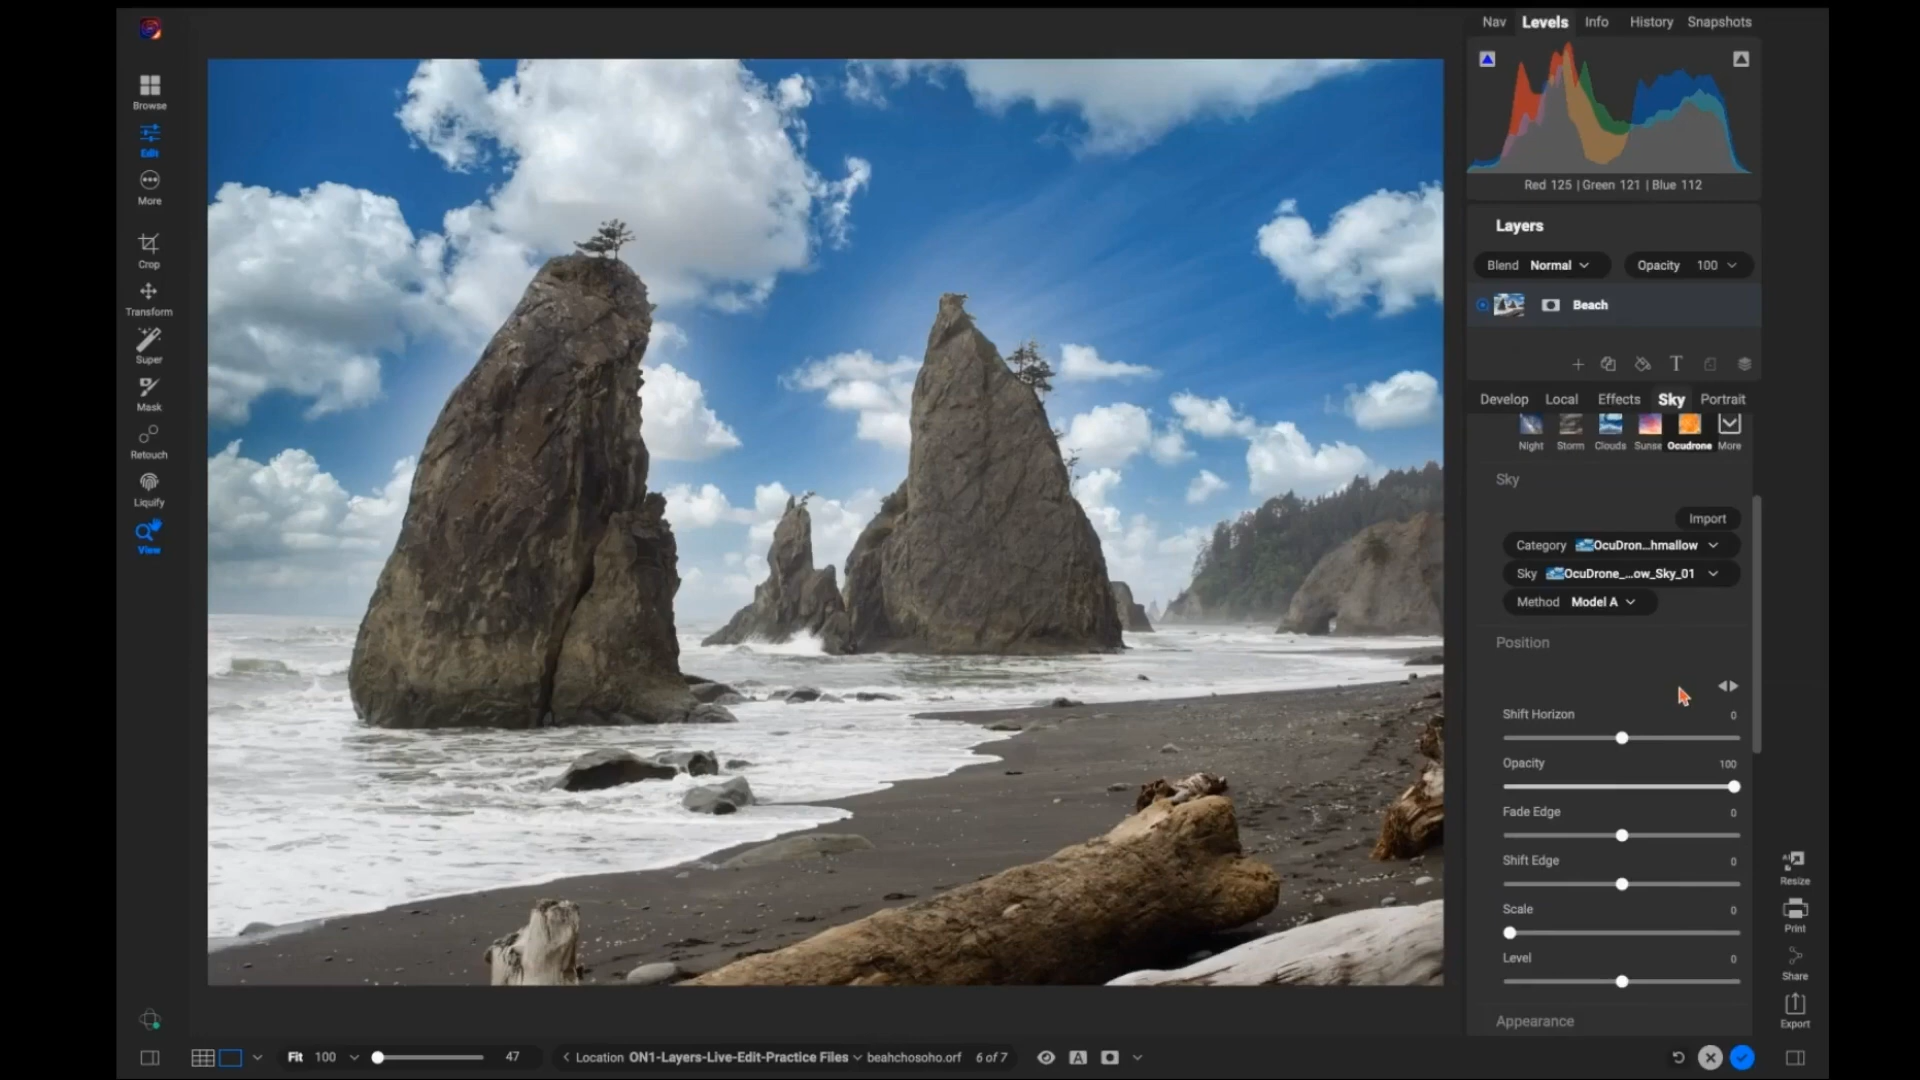 Nav Levels Info History Snapshots
Browse
Edit
More
Crop
Transform
Super
Mask
Retouch
Liquify
View
Red 125 | Green 121 | Blue 112
Layers
Blend Normal Opacity 100
Beach
T
Develop Local Effects Sky Portrait
Night Storm Clouds Sunse Ocudrone More
Sky
Import
Category OcuDron...hmallow
Sky OcuDrone_...ow_Sky_01
Method Model A
Position
Shift Horizon 0
Opacity 100
Fade Edge 0
Shift Edge 0
Scale 0
Level 0
Appearance
AI
Resize
Print
Share
Export
Fit 100 47 Location ON1-Layers-Live-Edit-Practice Files beahchosoho.orf 6 of 7 A